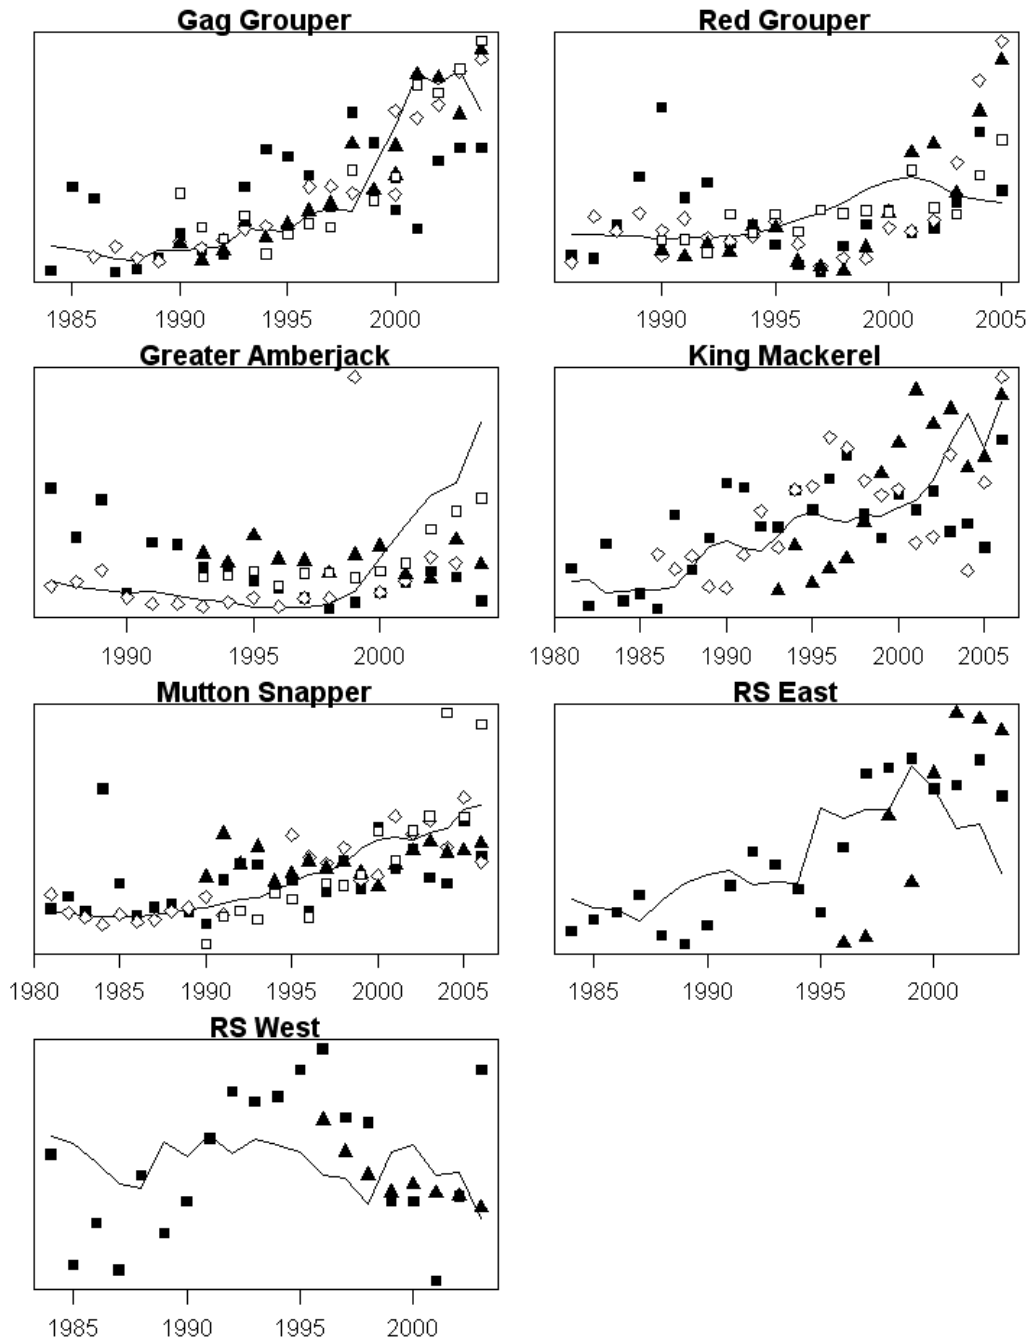 Gag Grouper
1985 1990 1995 2000
Red Grouper
1990 1995 2000 2005
Greater Amberjack
1990 1995 2000
King Mackerel
1980 1985 1990 1995 2000 2005
Mutton Snapper
1980 1985 1990 1995 2000 2005
RS East
1985 1990 1995 2000
RS West
1985 1990 1995 2000